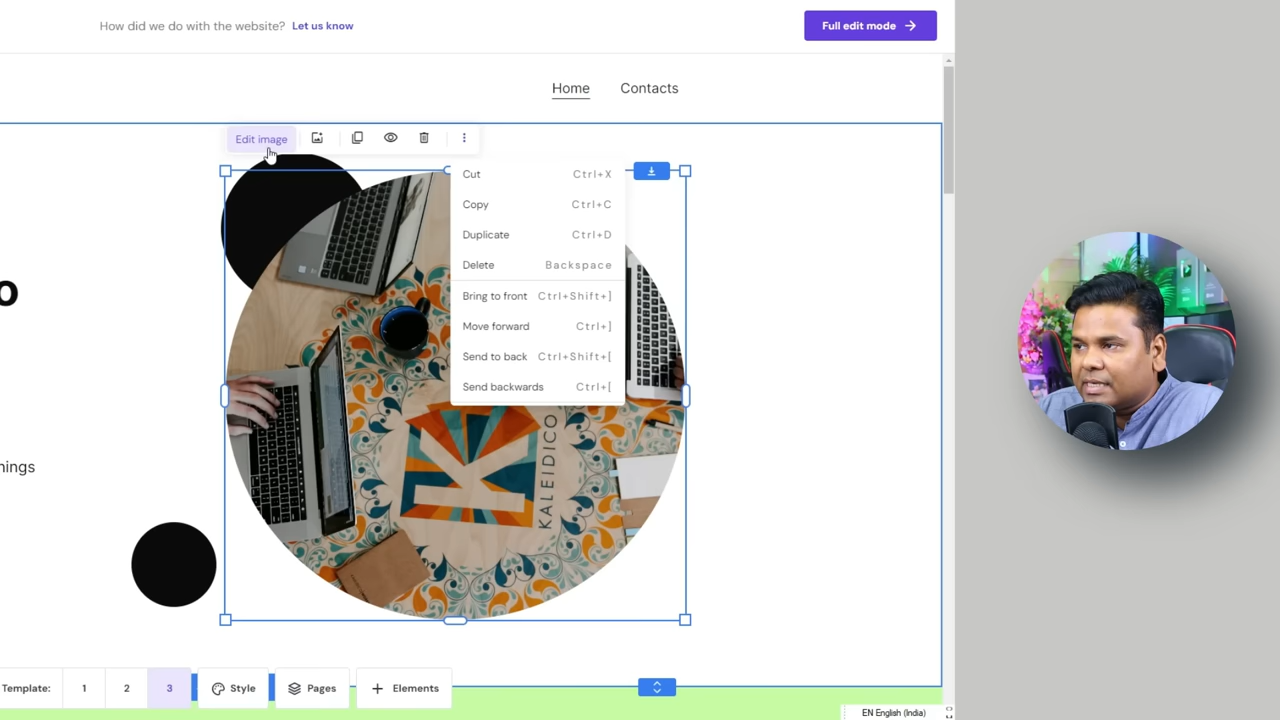 How did we do with the website? Let us know
Full edit mode
Home Contacts
Edit image
Cut Ctrl+X
Copy Ctrl+C
Duplicate Ctrl+D
Delete Backspace
Bring to front Ctrl+Shift+]
Move forward Ctrl+]
Send to back Ctrl+Shift+[
Send backwards Ctrl+[
o
nings
KALEIDICO
Template: 1 2 3 Style Pages Elements
EN English (India)